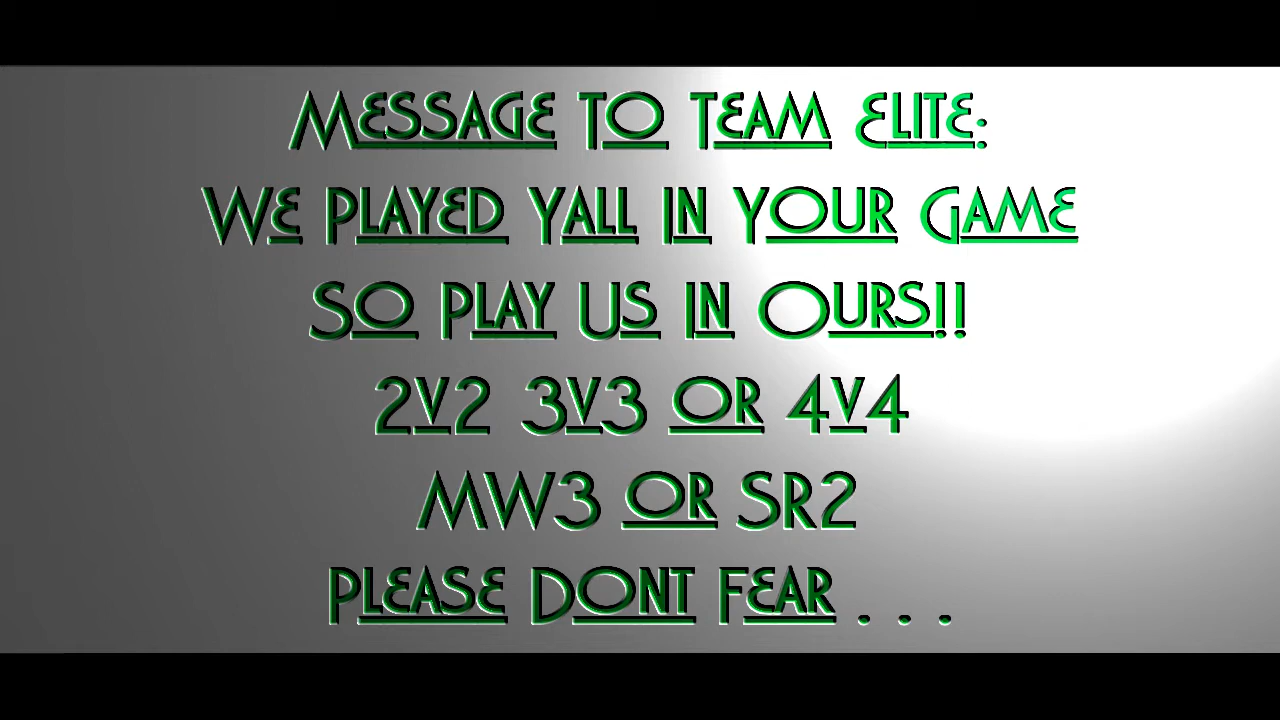 Message to Team Elite:
We Played Yall In Your Game
So Play Us In Ours!!
2v2 3v3 or 4v4
MW3 or SR2
Please Dont Fear . . .